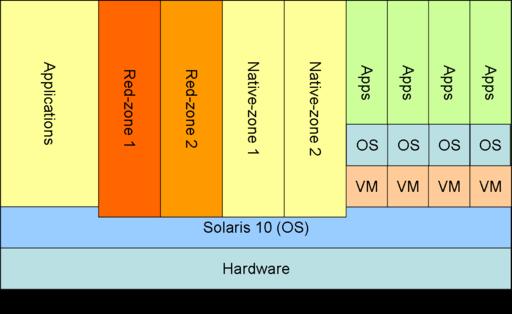 Applications
Red-zone 1
Red-zone 2
Native-zone 1
Native-zone 2
Apps
Apps
Apps
Apps
OS
OS
OS
OS
VM
VM
VM
VM
Solaris 10 (OS)
Hardware